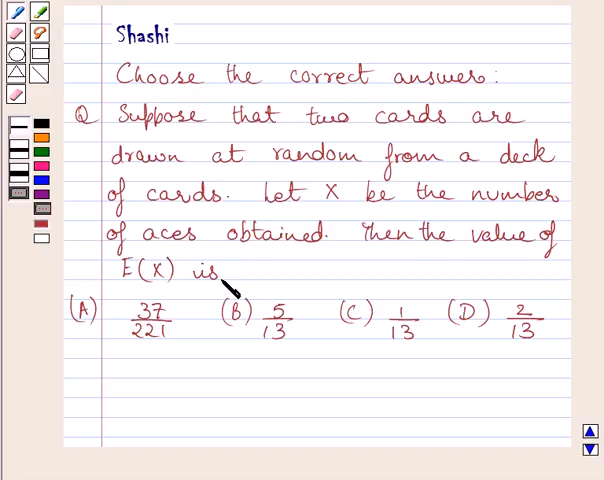 Shashi
Choose the correct answer:
Q Suppose that two cards are
drawn at random from a deck
of cards. Let X be the number
of aces obtained. Then the value of
E(X) is
(A) 37/221 (B) 5/13 (C) 1/13 (D) 2/13